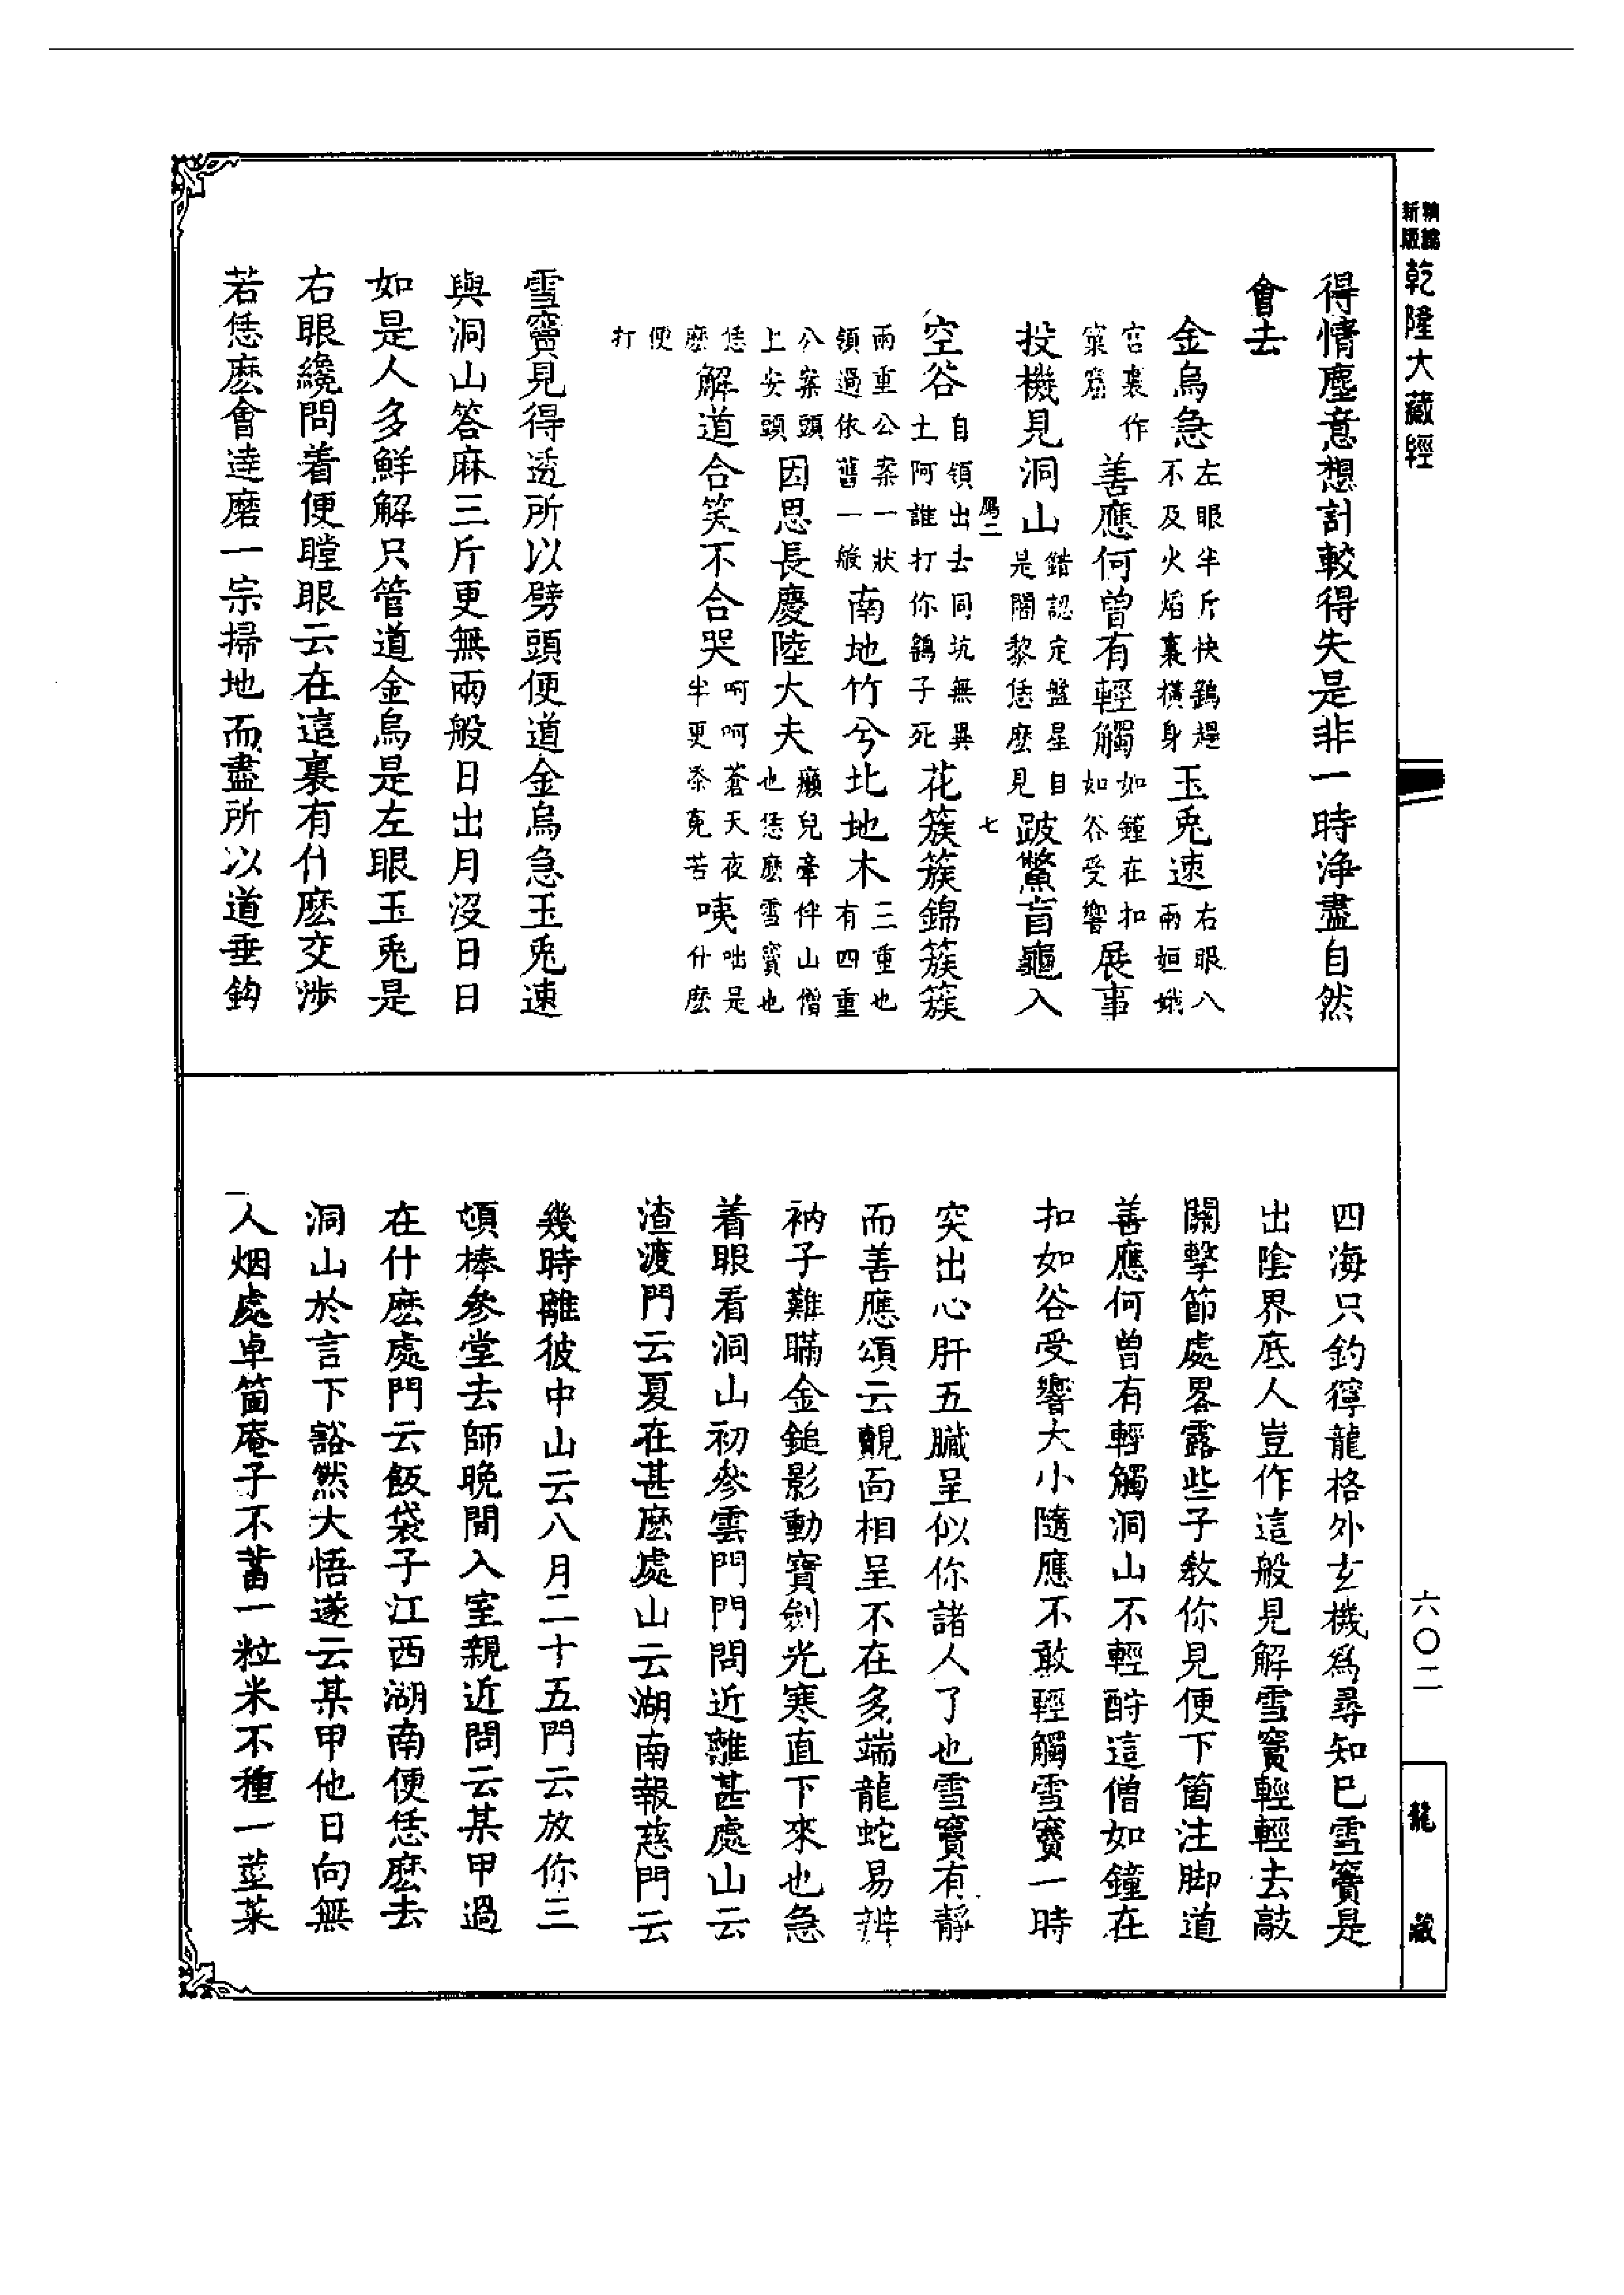 新版精編 乾隆大藏經
得情塵意想計較得失是非一時淨盡自然
會去
金烏急左眼半斤快鷂趕不及火焰裏橫身玉兔速右眼八兩姮娥
宮裏作窠窟善應何曾有輕觸如鐘在扣如谷受響展事
投機見洞山錯認定盤星自是闍黎恁麽見跛鱉盲龜入
二 七
空谷自領出去同坑無異土阿誰打你鷂子死花簇簇錦簇簇
兩重公案一狀領過依舊一般南地竹兮北地木三重也有四重
公案頭上安頭因思長慶陸大夫癩兒牽伴山僧也恁麽雪竇也
恁麽解道合笑不合哭呵呵蒼天夜半更添冤苦咦咄是什麽
便打
雪竇見得透所以劈頭便道金烏急玉兔速
與洞山答麻三斤更無兩般日出月沒日日
如是人多鮮解只管道金烏是左眼玉兔是
右眼纔問着便瞠眼云在這裏有什麽交涉
若恁麽會達磨一宗掃地而盡所以道垂鈎
四海只釣獰龍格外玄機爲尋知己雪竇是
出陰界底人豈作這般見解雪竇輕輕去敲
關擊節處畧露些子教你見便下箇注脚道
善應何曾有輕觸洞山不輕酧這僧如鐘在
扣如谷受響大小隨應不敢輕觸雪竇一時
突出心肝五臟呈似你諸人了也雪竇有靜
而善應頌云覿面相呈不在多端龍蛇易辨
衲子難瞞金鎚影動寶劍光寒直下來也急
着眼看洞山初參雲門門問近離甚處山云
渣渡門云夏在甚麽處山云湖南報慈門云
幾時離彼中山云八月二十五門云放你三
頓棒參堂去師晚間入室親近問云某甲過
在什麽處門云飯袋子江西湖南便恁麽去
洞山於言下豁然大悟遂云某甲他日向無
人烟處卓箇庵子不蓄一粒米不種一莖菜
六〇二
龍藏